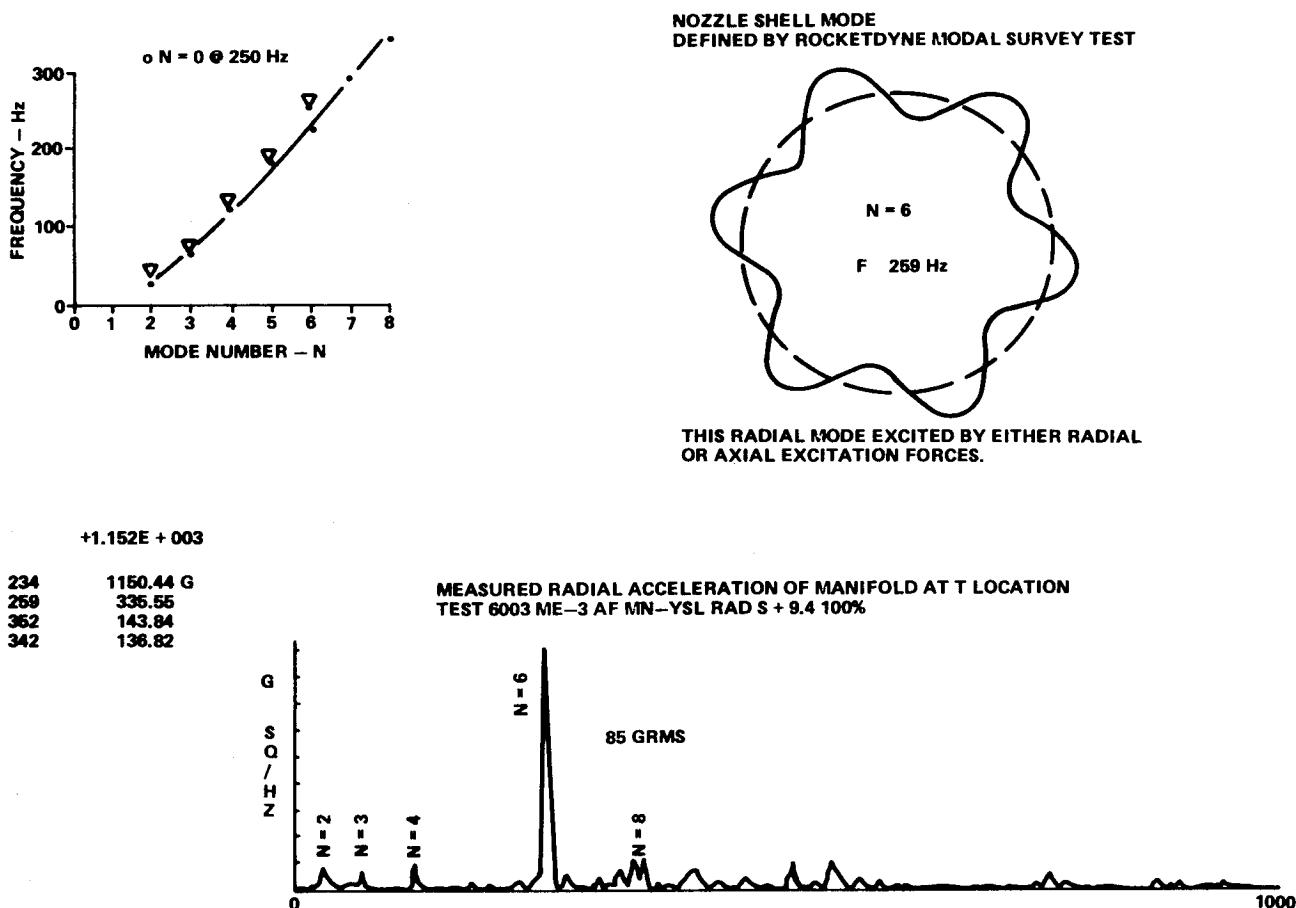 o N = 0 @ 250 Hz
FREQUENCY – Hz
300
200
100
0
0 1 2 3 4 5 6 7 8
MODE NUMBER – N
NOZZLE SHELL MODE
DEFINED BY ROCKETDYNE MODAL SURVEY TEST
N = 6
F 259 Hz
THIS RADIAL MODE EXCITED BY EITHER RADIAL
OR AXIAL EXCITATION FORCES.
+1.152E + 003
234 1150.44 G
259 335.55
352 143.84
342 136.82
MEASURED RADIAL ACCELERATION OF MANIFOLD AT T LOCATION
TEST 6003 ME–3 AF MN–YSL RAD S + 9.4 100%
G SQ/HZ
N = 2
N = 3
N = 4
N = 6
85 GRMS
N = 8
0 1000